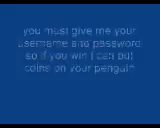 you must give me your
username and password
so if you win i can put
coins on your penguin